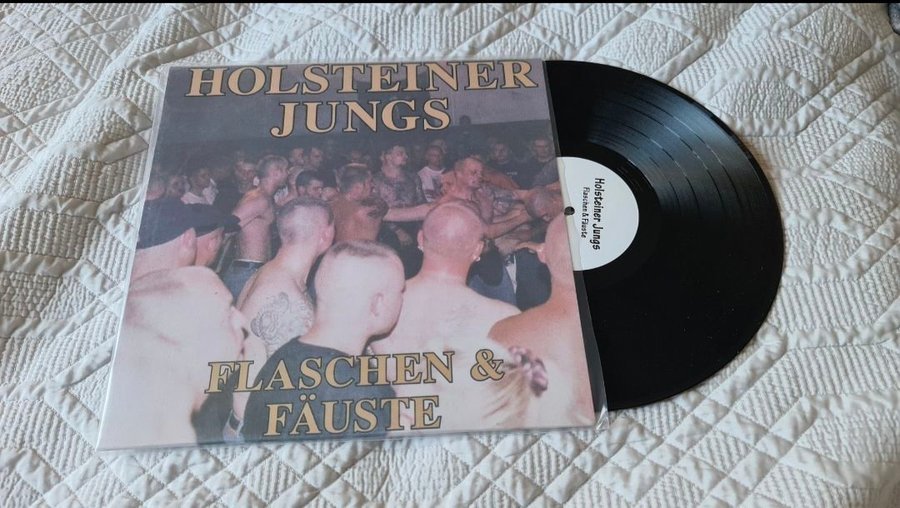 HOLSTEINER
JUNGS
FLASCHEN &
FÄUSTE
Holsteiner Jungs
Flaschen & Fäuste